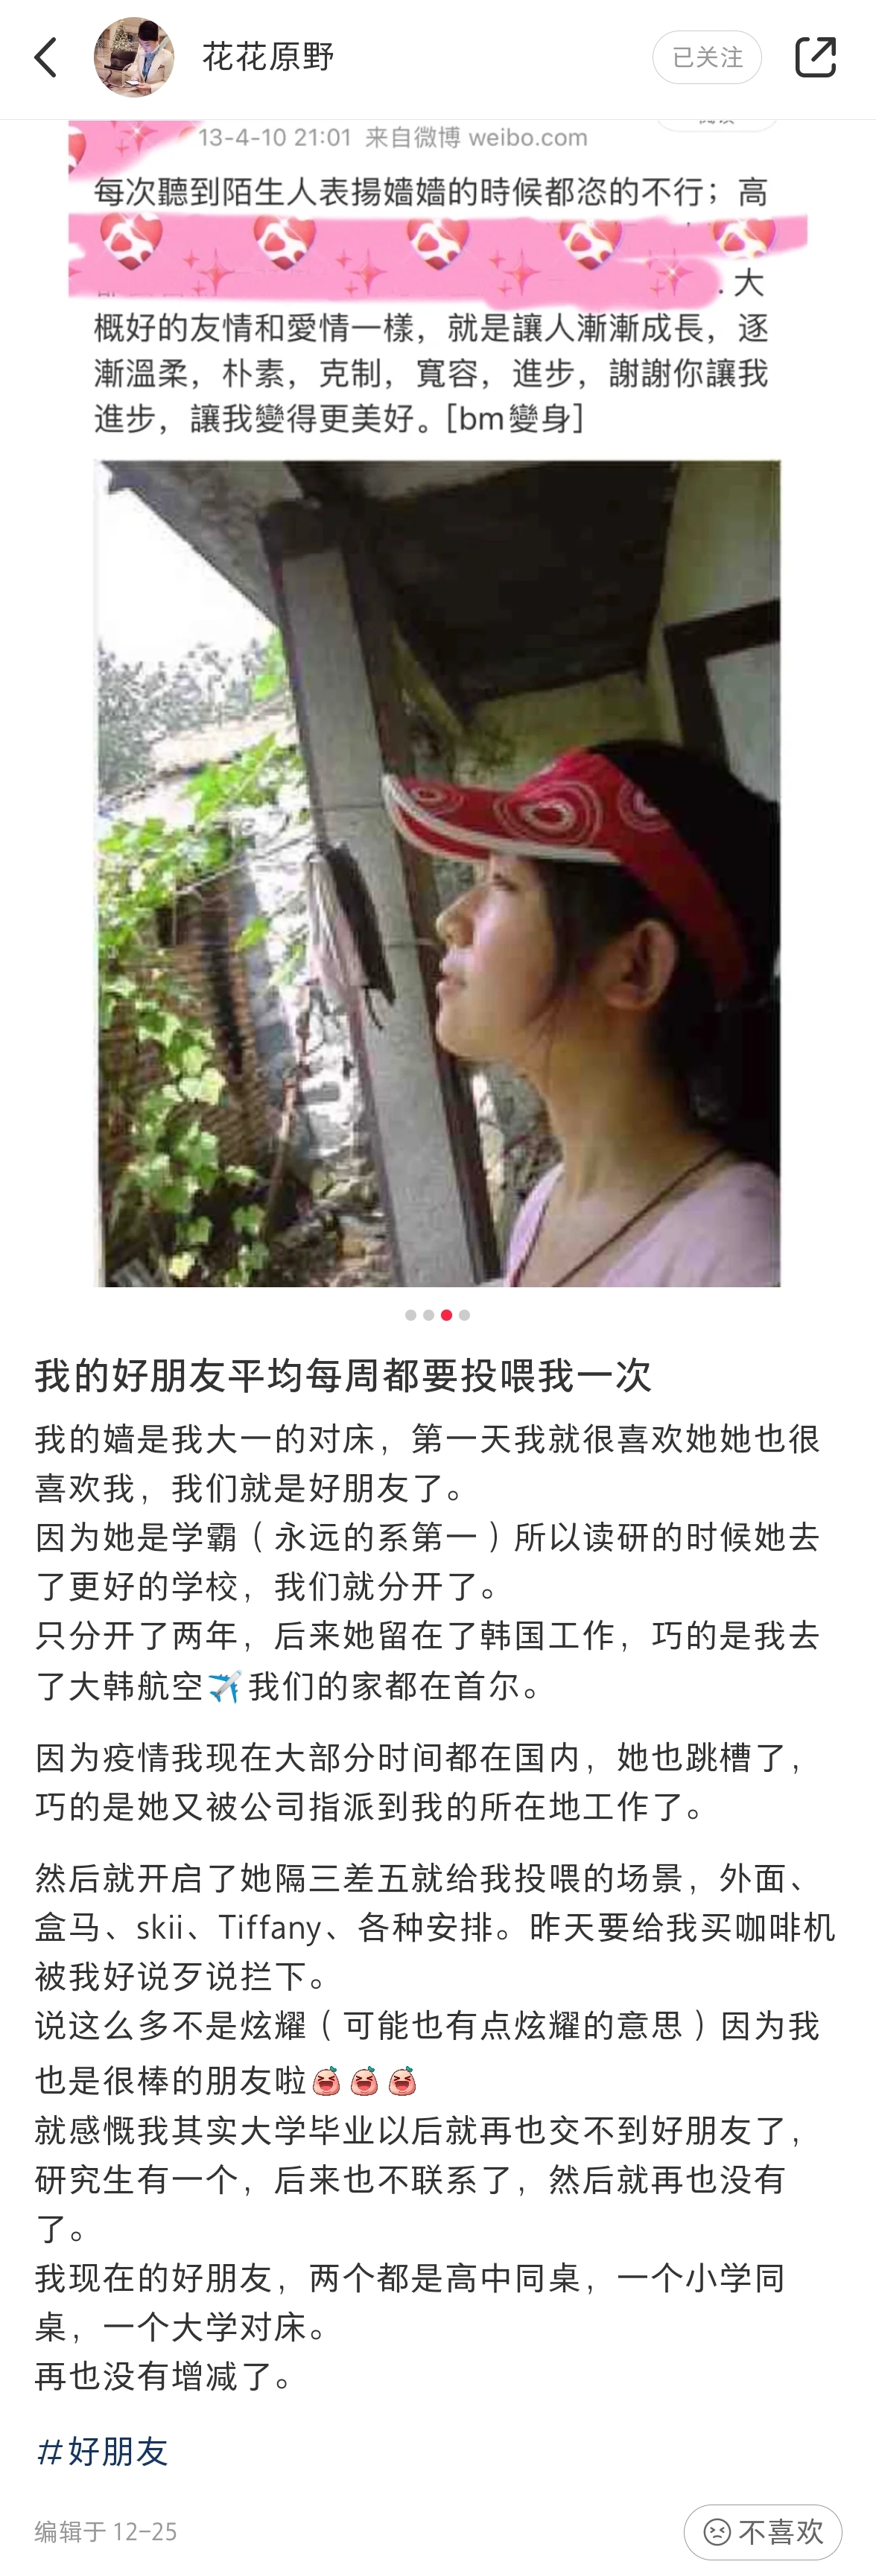 花花原野
已关注
13-4-10 21:01 来自微博 weibo.com
每次聽到陌生人表揚嬙嬙的時候都恣的不行；高
. 大
概好的友情和愛情一樣，就是讓人漸漸成長，逐
漸溫柔，朴素，克制，寬容，進步，謝謝你讓我
進步，讓我變得更美好。[bm變身]
我的好朋友平均每周都要投喂我一次
我的嫱是我大一的对床，第一天我就很喜欢她她也很
喜欢我，我们就是好朋友了。
因为她是学霸（永远的系第一）所以读研的时候她去
了更好的学校，我们就分开了。
只分开了两年，后来她留在了韩国工作，巧的是我去
了大韩航空✈️我们的家都在首尔。
因为疫情我现在大部分时间都在国内，她也跳槽了，
巧的是她又被公司指派到我的所在地工作了。
然后就开启了她隔三差五就给我投喂的场景，外面、
盒马、skii、Tiffany、各种安排。昨天要给我买咖啡机
被我好说歹说拦下。
说这么多不是炫耀（可能也有点炫耀的意思）因为我
也是很棒的朋友啦
就感慨我其实大学毕业以后就再也交不到好朋友了，
研究生有一个，后来也不联系了，然后就再也没有
了。
我现在的好朋友，两个都是高中同桌，一个小学同
桌，一个大学对床。
再也没有增减了。
#好朋友
编辑于 12-25
不喜欢